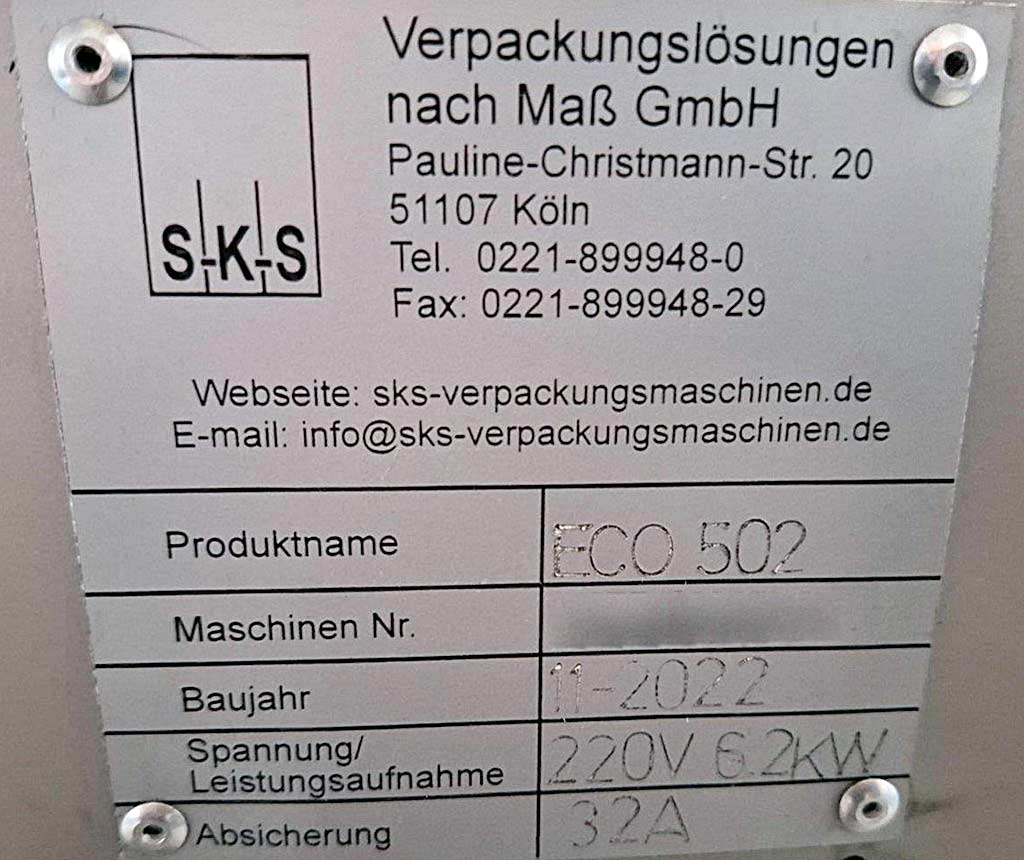 Verpackungslösungen
nach Maß GmbH
Pauline-Christmann-Str. 20
51107 Köln
Tel. 0221-899948-0
Fax: 0221-899948-29
S-K-S
Webseite: sks-verpackungsmaschinen.de
E-mail: info@sks-verpackungsmaschinen.de
Produktname ECO 502
Maschinen Nr.
Baujahr 11-2022
Spannung/
Leistungsaufnahme 220V 6.2KW
Absicherung 32A